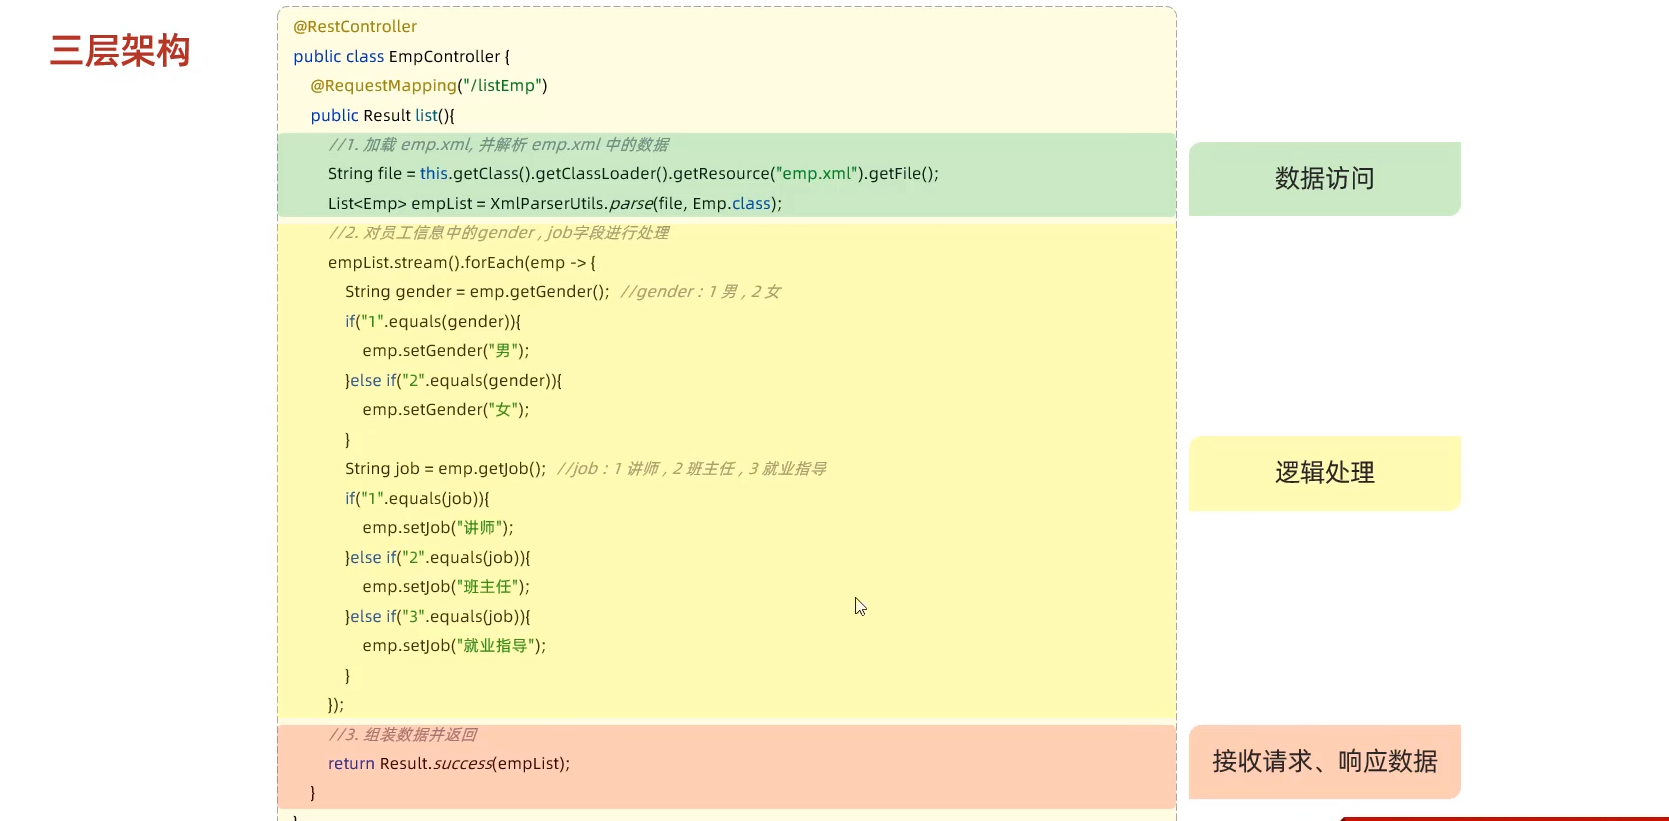 三层架构
@RestController
public class EmpController {
@RequestMapping("/listEmp")
public Result list(){
//1. 加载 emp.xml, 并解析 emp.xml 中的数据
String file = this.getClass().getClassLoader().getResource("emp.xml").getFile();
List<Emp> empList = XmlParserUtils.parse(file, Emp.class);
数据访问
//2. 对员工信息中的gender , job字段进行处理
empList.stream().forEach(emp -> {
String gender = emp.getGender(); //gender : 1 男 , 2 女
if("1".equals(gender)){
emp.setGender("男");
}else if("2".equals(gender)){
emp.setGender("女");
}
String job = emp.getJob(); //job : 1 讲师 , 2 班主任 , 3 就业指导
if("1".equals(job)){
emp.setJob("讲师");
}else if("2".equals(job)){
emp.setJob("班主任");
}else if("3".equals(job)){
emp.setJob("就业指导");
}
});
逻辑处理
//3. 组装数据并返回
return Result.success(empList);
}
}
接收请求、响应数据